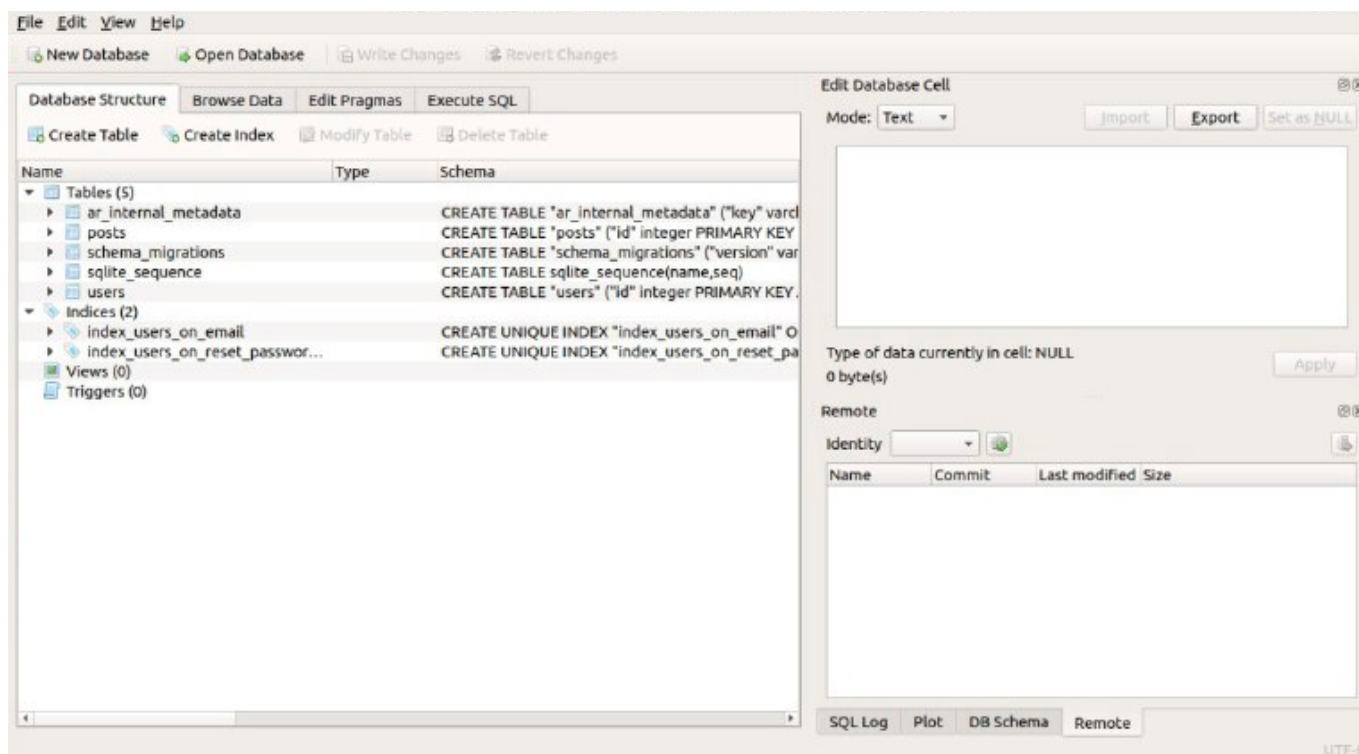 File Edit View Help
New Database Open Database Write Changes Revert Changes
Database Structure Browse Data Edit Pragmas Execute SQL
Create Table Create Index Modify Table Delete Table
Name Type Schema
Tables (5)
ar_internal_metadata CREATE TABLE "ar_internal_metadata" ("key" varcl
posts CREATE TABLE "posts" ("id" integer PRIMARY KEY
schema_migrations CREATE TABLE "schema_migrations" ("version" var
sqlite_sequence CREATE TABLE sqlite_sequence(name,seq)
users CREATE TABLE "users" ("id" integer PRIMARY KEY.
Indices (2)
index_users_on_email CREATE UNIQUE INDEX "index_users_on_email" O
index_users_on_reset_passwor... CREATE UNIQUE INDEX "index_users_on_reset_pa
Views (0)
Triggers (0)
Edit Database Cell
Mode: Text Import Export Set as NULL
Type of data currently in cell: NULL
0 byte(s)
Apply
Remote
Identity
Name Commit Last modified Size
SQL Log Plot DB Schema Remote
UTF-